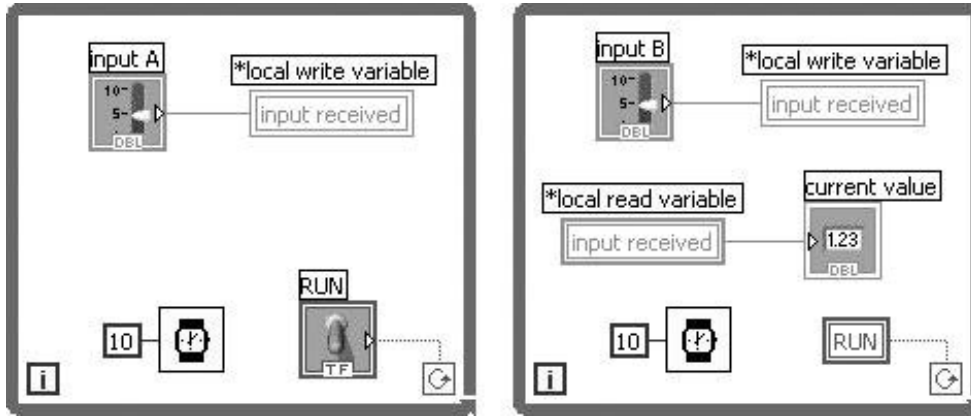 input A
*local write variable
10
5
input received
DBL
RUN
10
TF
i
input B
*local write variable
10
5
input received
DBL
*local read variable
current value
input received
1.23
DBL
10
RUN
i